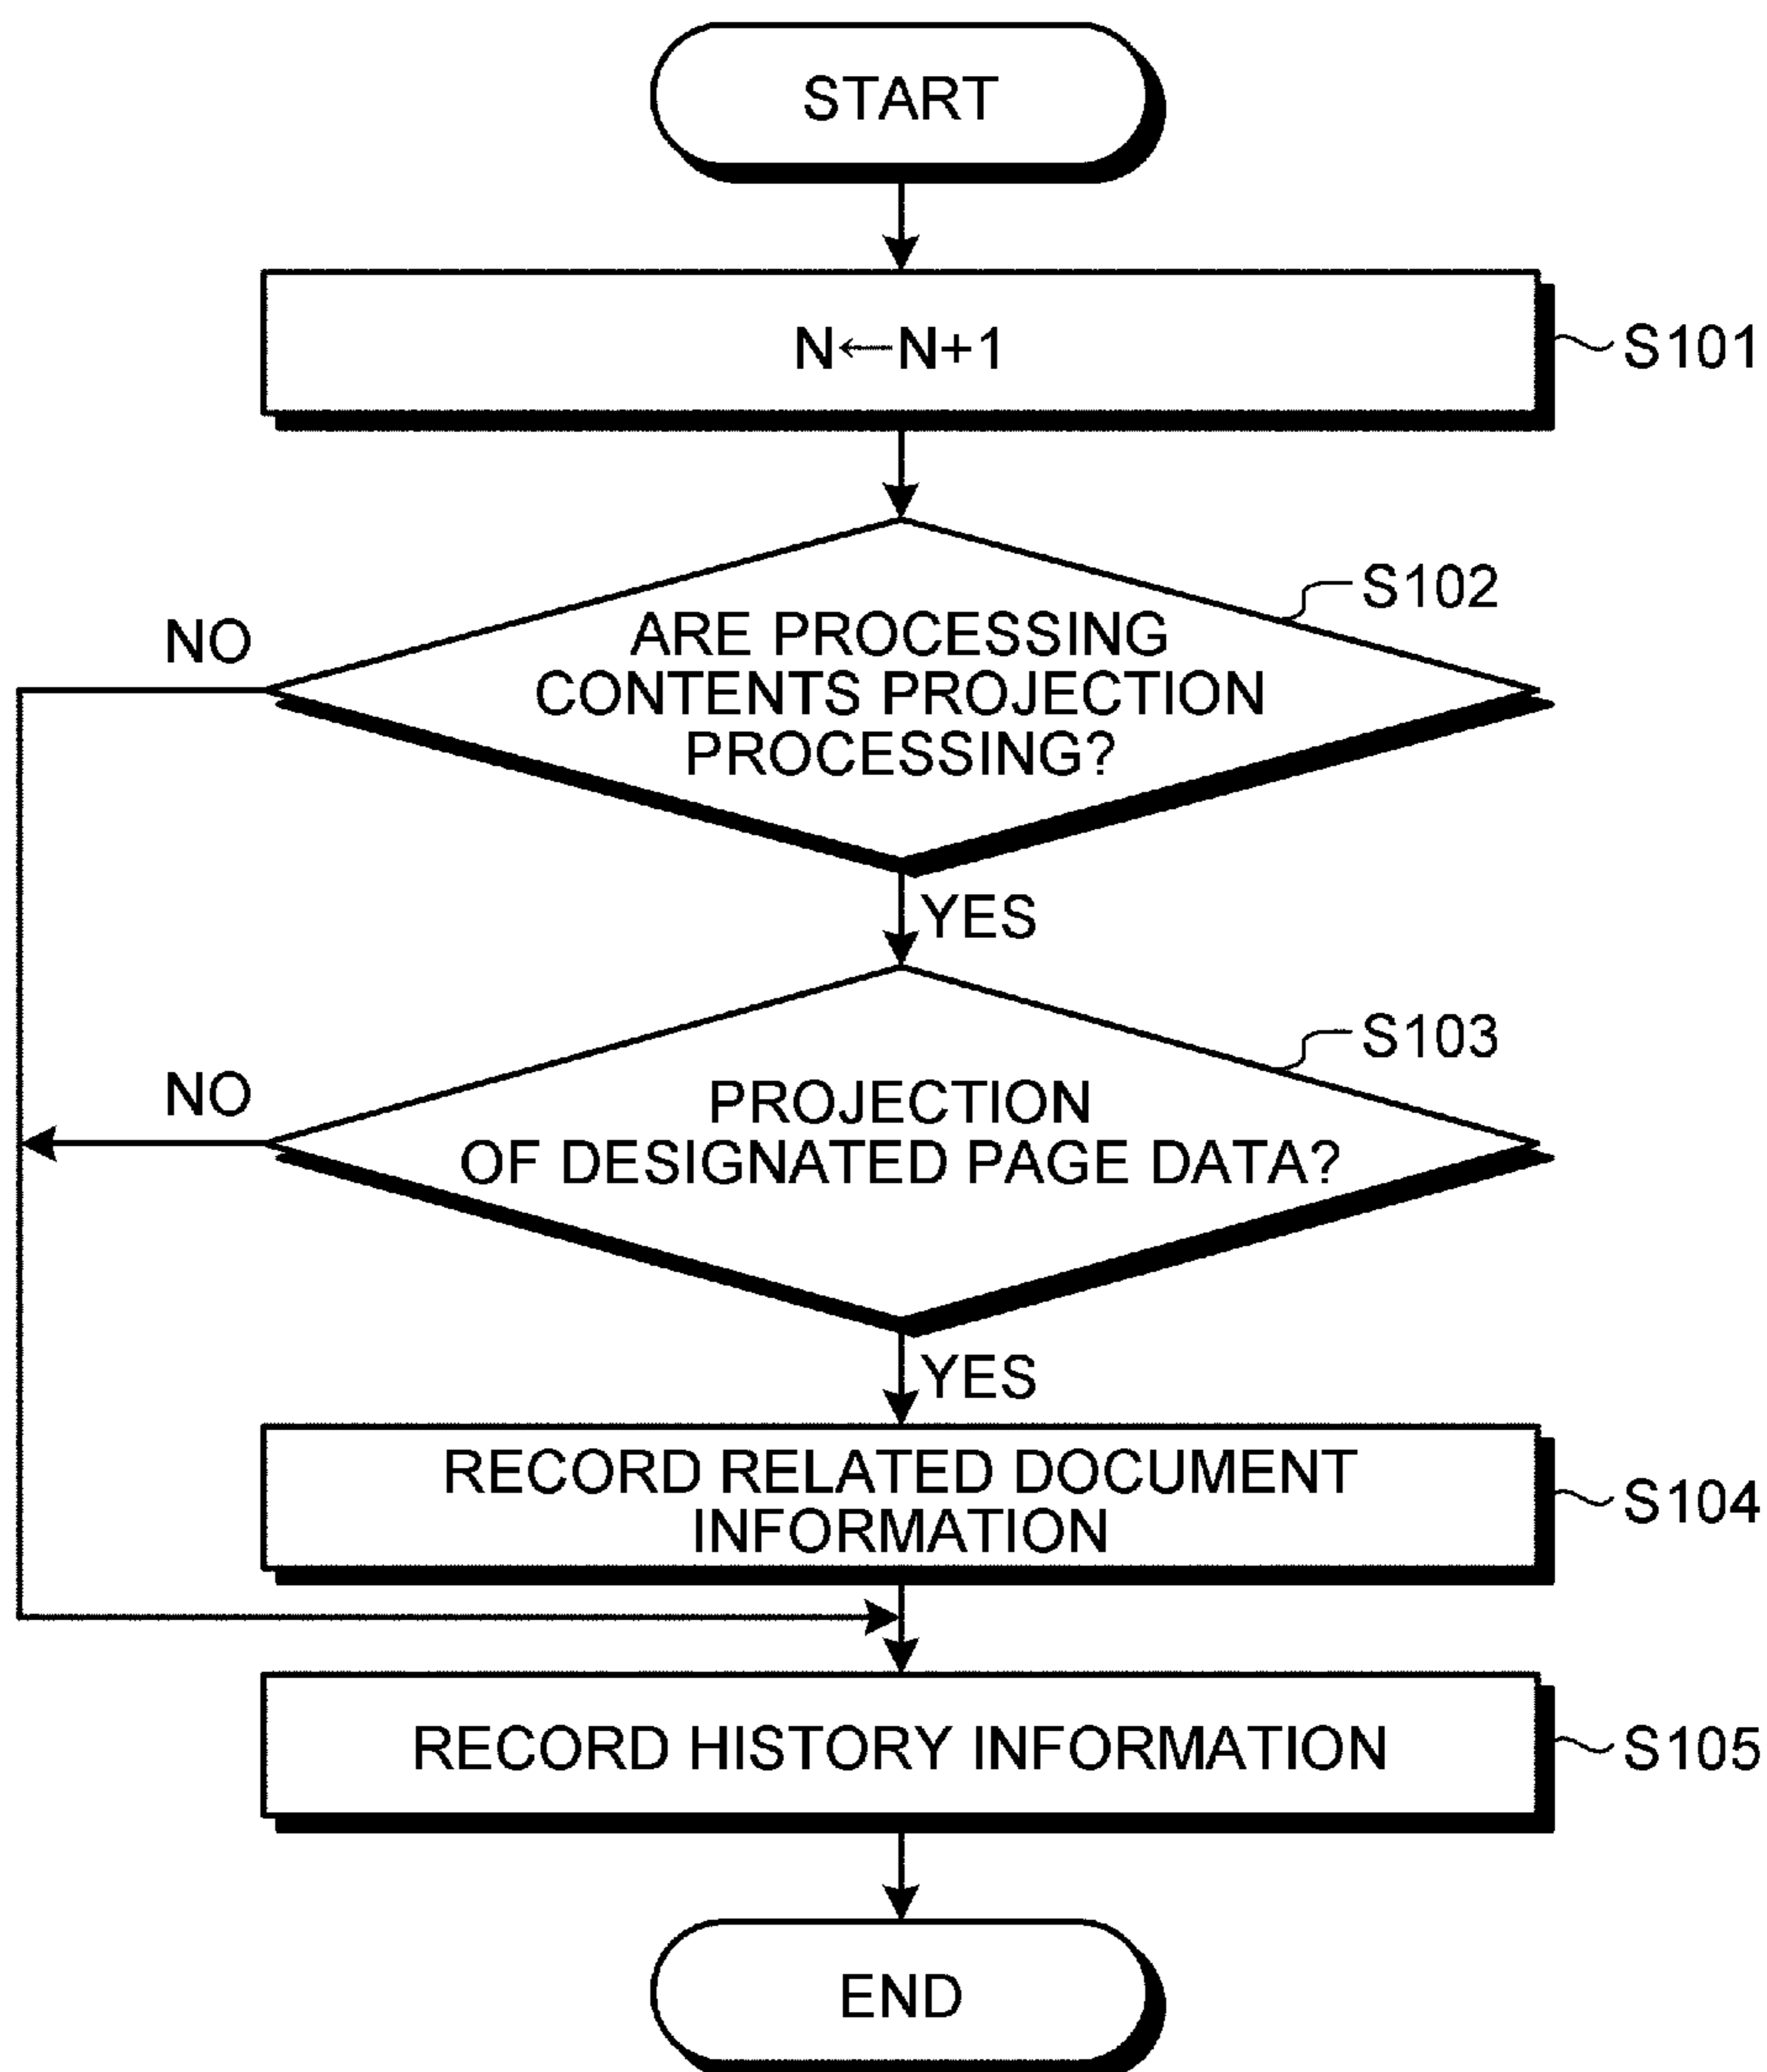 START
N←N+1
S101
S102
NO
ARE PROCESSING
CONTENTS PROJECTION
PROCESSING?
YES
S103
NO
PROJECTION
OF DESIGNATED PAGE DATA?
YES
RECORD RELATED DOCUMENT
INFORMATION
S104
RECORD HISTORY INFORMATION
S105
END